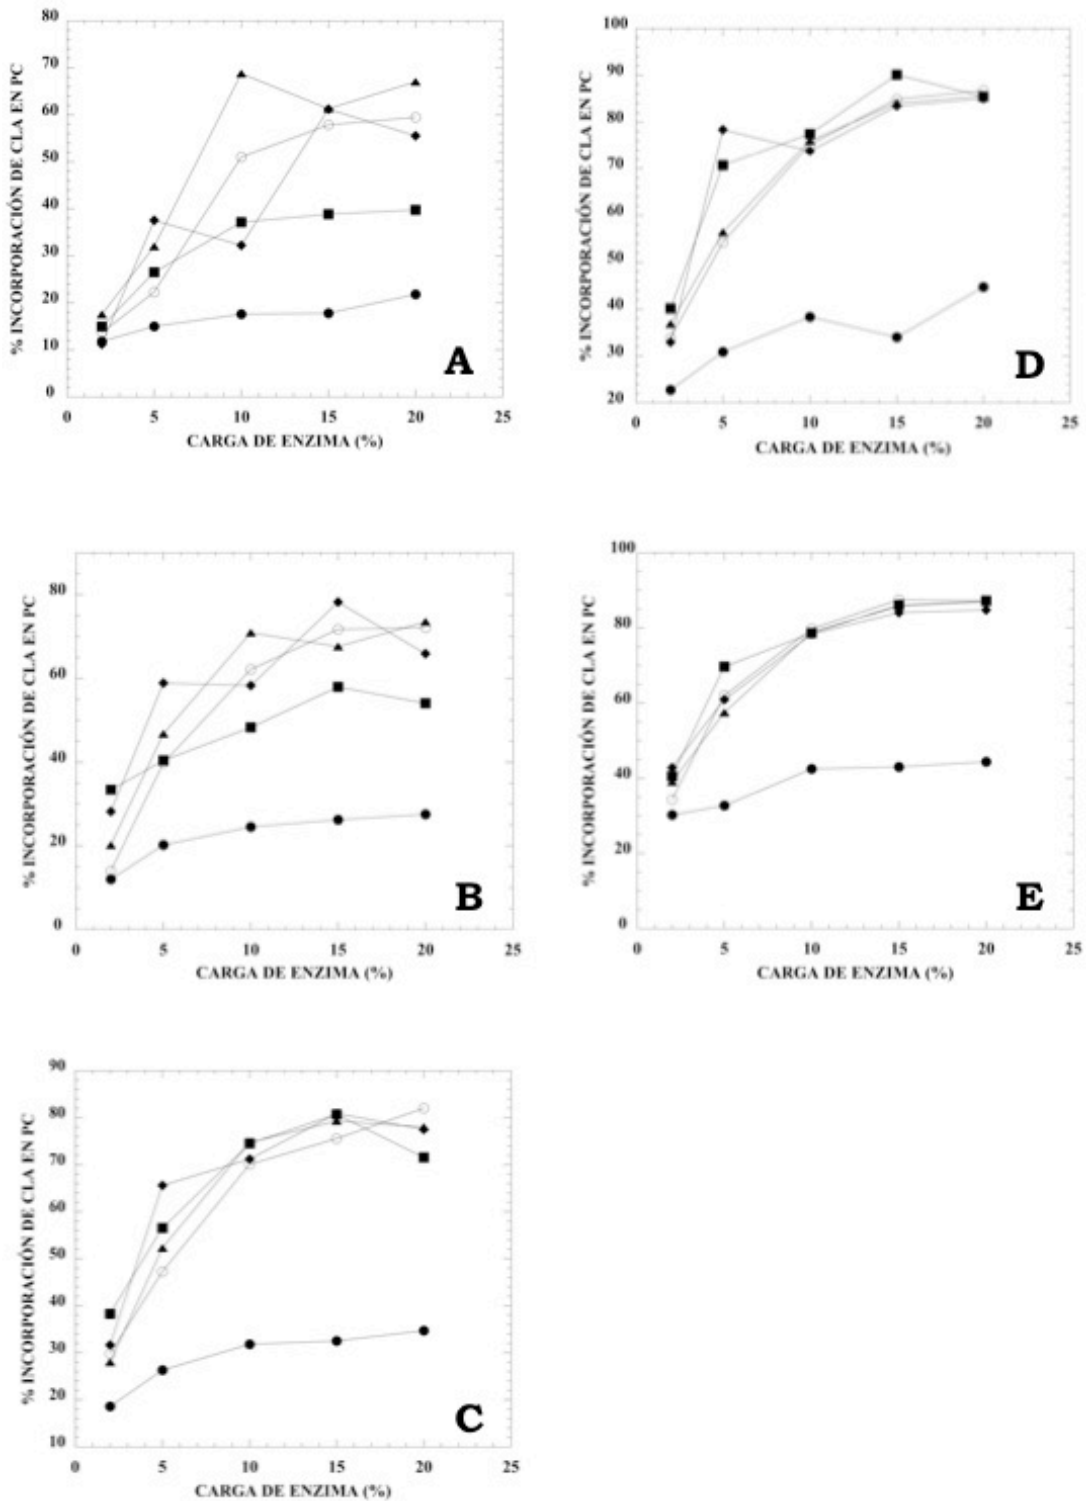 80
70
60
50
40
30
20
10
0
% INCORPORACIÓN DE CLA EN PC
0 5 10 15 20 25
CARGA DE ENZIMA (%)
A
100
90
80
70
60
50
40
30
20
% INCORPORACIÓN DE CLA EN PC
0 5 10 15 20 25
CARGA DE ENZIMA (%)
D
80
60
40
20
0
% INCORPORACIÓN DE CLA EN PC
0 5 10 15 20 25
CARGA DE ENZIMA (%)
B
100
80
60
40
20
0
% INCORPORACIÓN DE CLA EN PC
0 5 10 15 20 25
CARGA DE ENZIMA (%)
E
90
80
70
60
50
40
30
20
10
% INCORPORACIÓN DE CLA EN PC
0 5 10 15 20 25
CARGA DE ENZIMA (%)
C